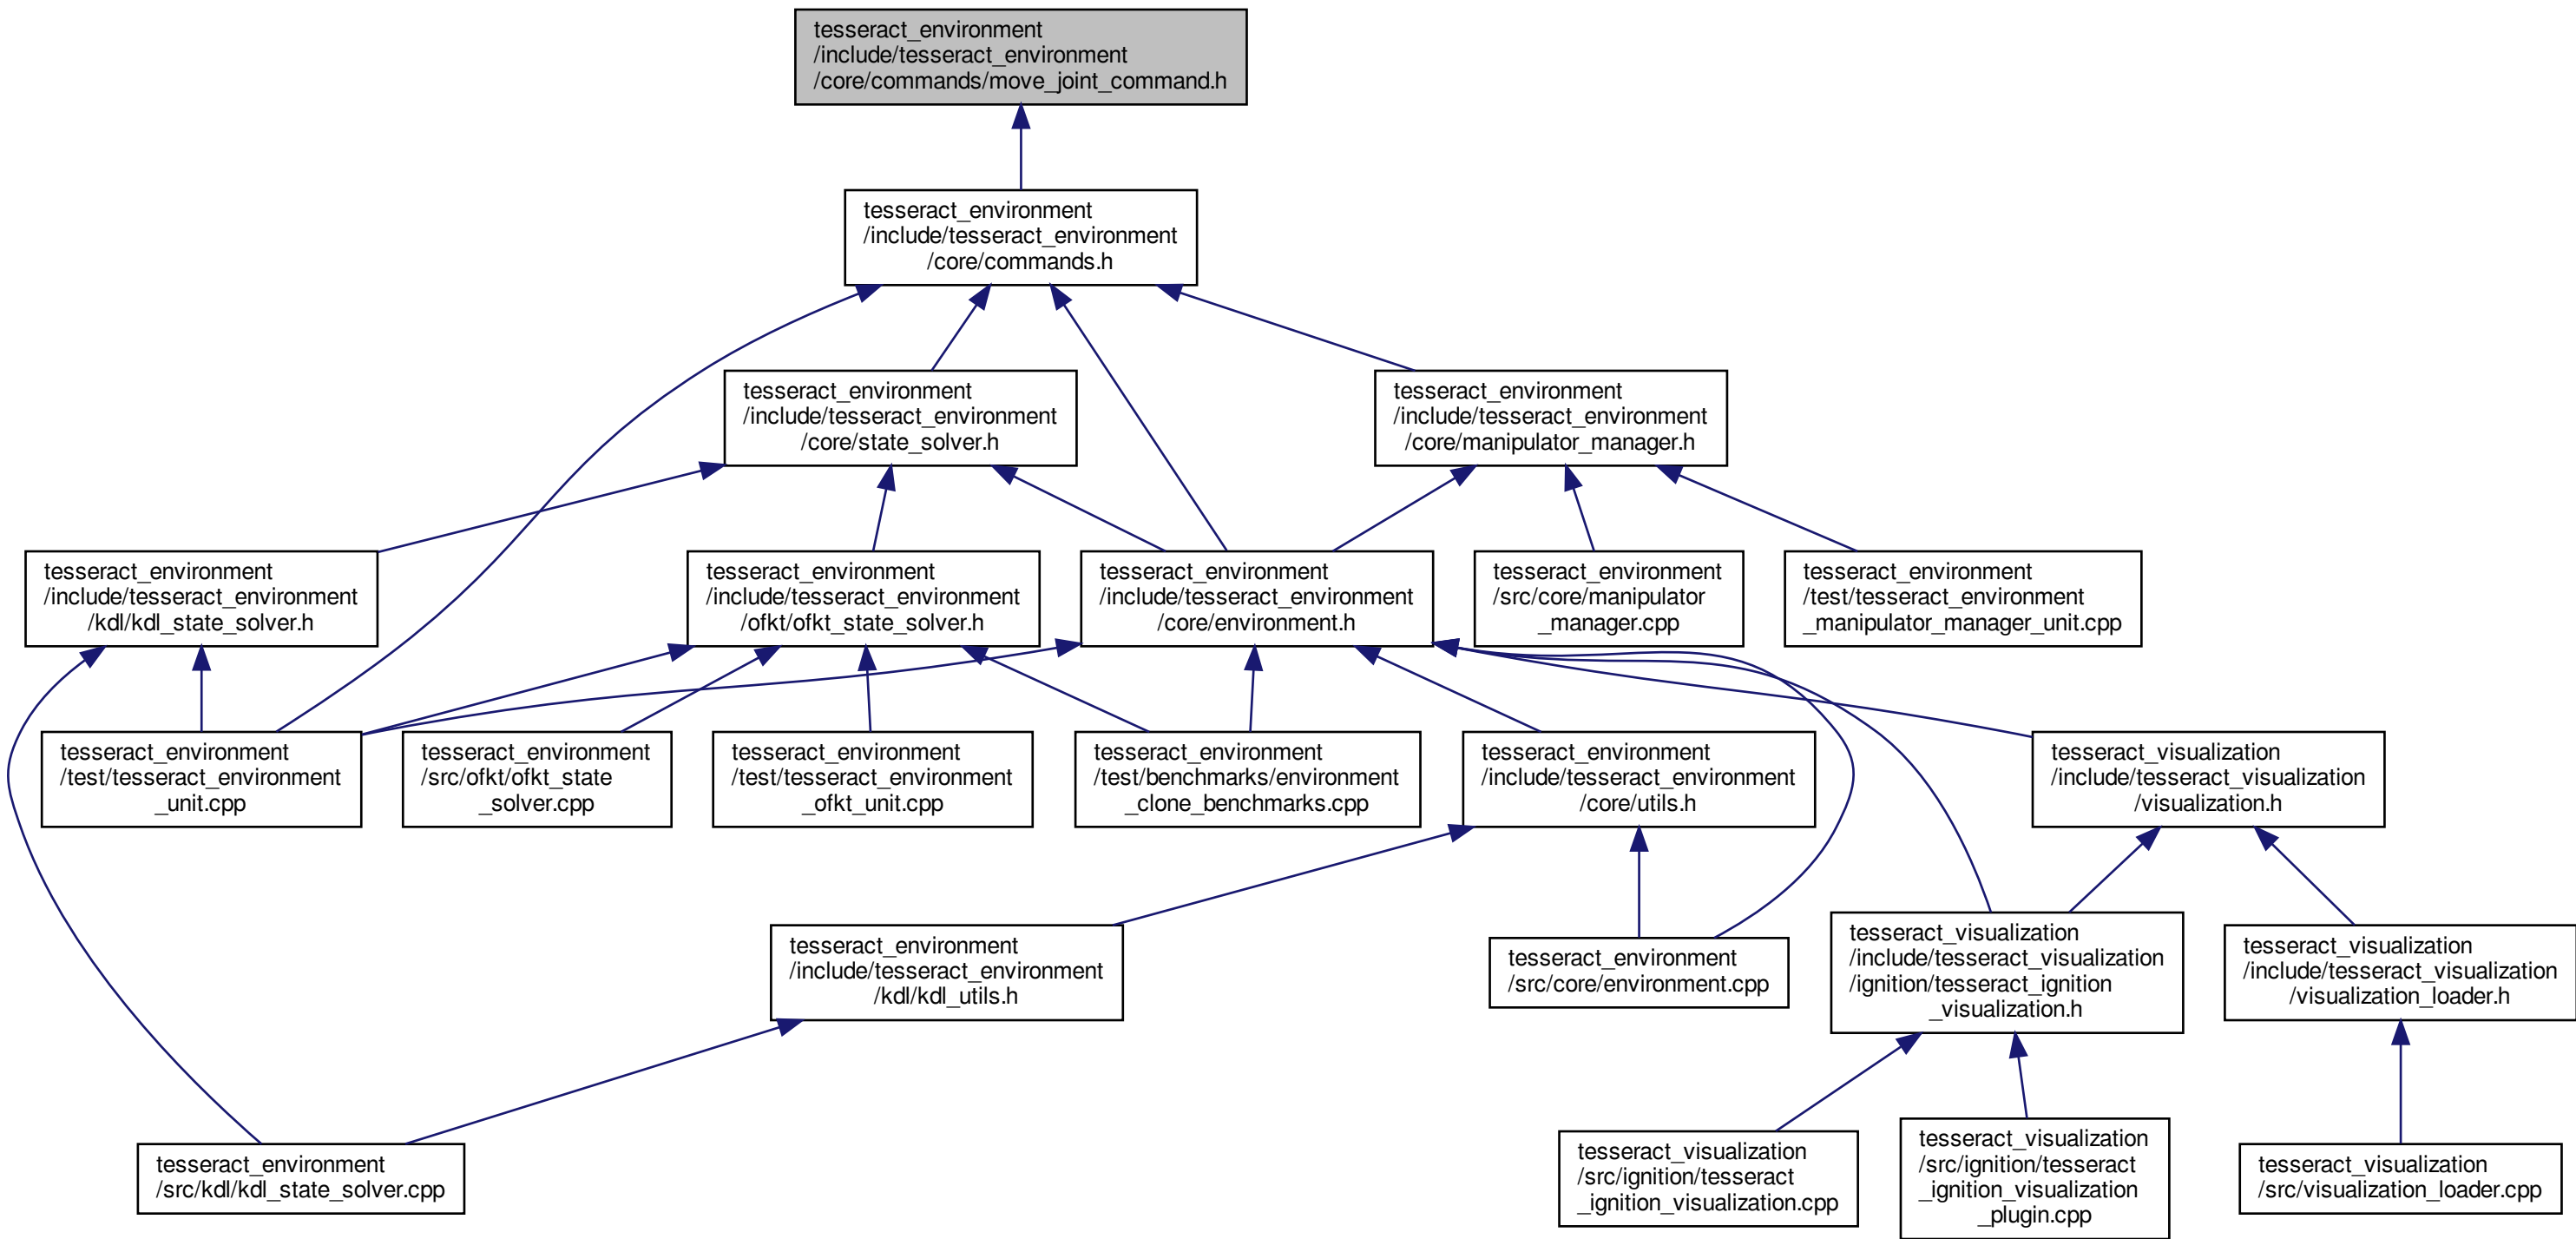 tesseract_environment
/include/tesseract_environment
/core/commands/move_joint_command.h
tesseract_environment
/include/tesseract_environment
/core/commands.h
tesseract_environment
/include/tesseract_environment
/core/state_solver.h
tesseract_environment
/include/tesseract_environment
/core/manipulator_manager.h
tesseract_environment
/include/tesseract_environment
/kdl/kdl_state_solver.h
tesseract_environment
/include/tesseract_environment
/ofkt/ofkt_state_solver.h
tesseract_environment
/include/tesseract_environment
/core/environment.h
tesseract_environment
/src/core/manipulator
_manager.cpp
tesseract_environment
/test/tesseract_environment
_manipulator_manager_unit.cpp
tesseract_environment
/test/tesseract_environment
_unit.cpp
tesseract_environment
/src/ofkt/ofkt_state
_solver.cpp
tesseract_environment
/test/tesseract_environment
_ofkt_unit.cpp
tesseract_environment
/test/benchmarks/environment
_clone_benchmarks.cpp
tesseract_environment
/include/tesseract_environment
/core/utils.h
tesseract_visualization
/include/tesseract_visualization
/visualization.h
tesseract_environment
/include/tesseract_environment
/kdl/kdl_utils.h
tesseract_environment
/src/core/environment.cpp
tesseract_visualization
/include/tesseract_visualization
/ignition/tesseract_ignition
_visualization.h
tesseract_visualization
/include/tesseract_visualization
/visualization_loader.h
tesseract_environment
/src/kdl/kdl_state_solver.cpp
tesseract_visualization
/src/ignition/tesseract
_ignition_visualization.cpp
tesseract_visualization
/src/ignition/tesseract
_ignition_visualization
_plugin.cpp
tesseract_visualization
/src/visualization_loader.cpp